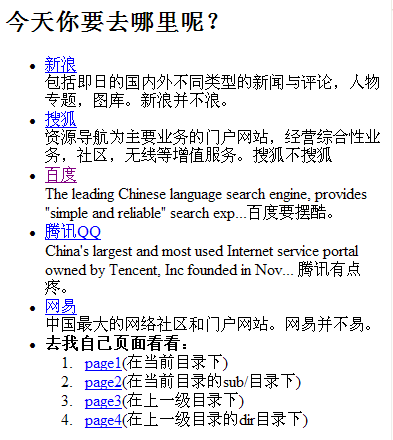 今天你要去哪里呢？
新浪
包括即日的国内外不同类型的新闻与评论，人物
专题，图库。新浪并不浪。
搜狐
资源导航为主要业务的门户网站，经营综合性业
务，社区，无线等增值服务。搜狐不搜狐
百度
The leading Chinese language search engine, provides
"simple and reliable" search exp...百度要摆酷。
腾讯QQ
China's largest and most used Internet service portal
owned by Tencent, Inc founded in Nov... 腾讯有点
疼。
网易
中国最大的网络社区和门户网站。网易并不易。
去我自己页面看看：
1. page1(在当前目录下)
2. page2(在当前目录的sub/目录下)
3. page3(在上一级目录下)
4. page4(在上一级目录的dir目录下)